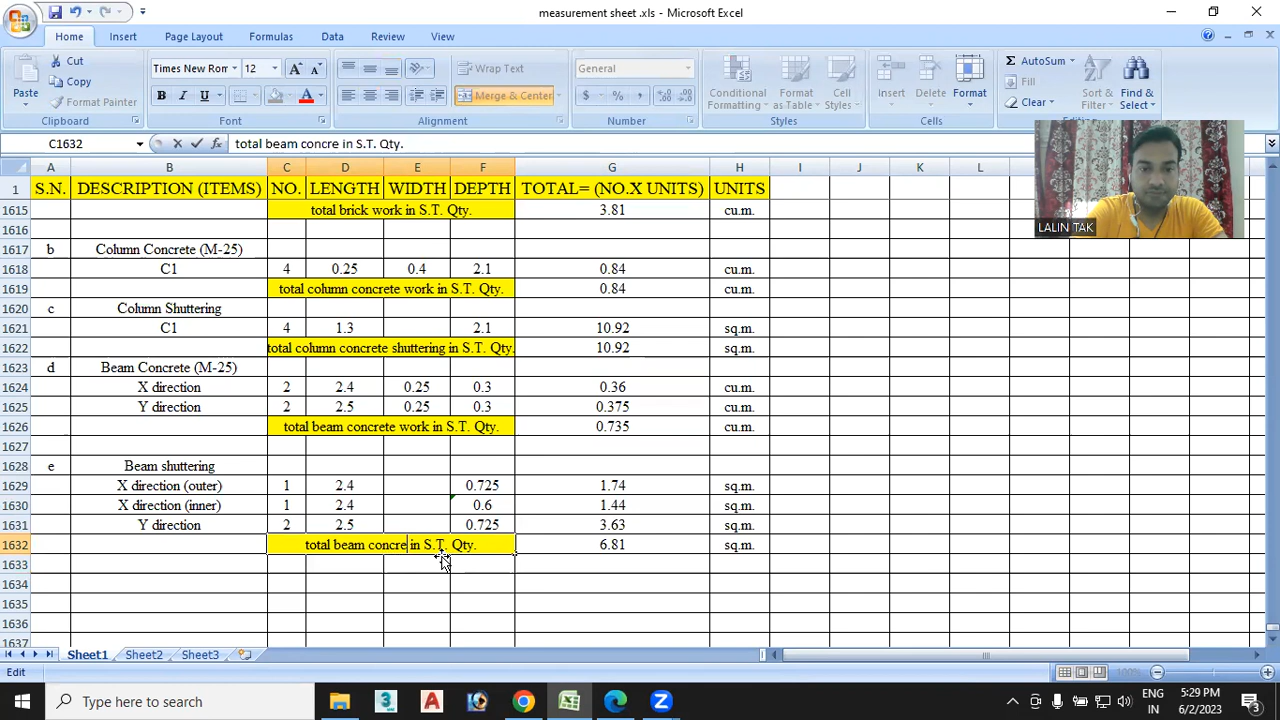 measurement sheet .xls - Microsoft Excel
Home Insert Page Layout Formulas Data Review View
Paste Cut Copy Format Painter
Clipboard
Times New Rom 12 A A
B I U A
Font
Wrap Text
Merge & Center
Alignment
General
$ % ,
Number
Conditional Formatting Format as Table Cell Styles
Styles
Insert Delete Format
Cells
Σ AutoSum Fill Clear Sort & Filter Find & Select
Editing
C1632 total beam concre in S.T. Qty.
A B C D E F G H I J K L
1 S.N. DESCRIPTION (ITEMS) NO. LENGTH WIDTH DEPTH TOTAL= (NO.X UNITS) UNITS
1615 total brick work in S.T. Qty. 3.81 cu.m.
1616
1617 b Column Concrete (M-25)
1618 C1 4 0.25 0.4 2.1 0.84 cu.m.
1619 total column concrete work in S.T. Qty. 0.84 cu.m.
1620 c Column Shuttering
1621 C1 4 1.3 2.1 10.92 sq.m.
1622 total column concrete shuttering in S.T. Qty. 10.92 sq.m.
1623 d Beam Concrete (M-25)
1624 X direction 2 2.4 0.25 0.3 0.36 cu.m.
1625 Y direction 2 2.5 0.25 0.3 0.375 cu.m.
1626 total beam concrete work in S.T. Qty. 0.735 cu.m.
1627
1628 e Beam shuttering
1629 X direction (outer) 1 2.4 0.725 1.74 sq.m.
1630 X direction (inner) 1 2.4 0.6 1.44 sq.m.
1631 Y direction 2 2.5 0.725 3.63 sq.m.
1632 total beam concre in S.T. Qty. 6.81 sq.m.
1633
1634
1635
1636
1637
LALIN TAK
Sheet1 Sheet2 Sheet3
Edit 100%
Type here to search
ENG
IN
5:29 PM
6/2/2023
3